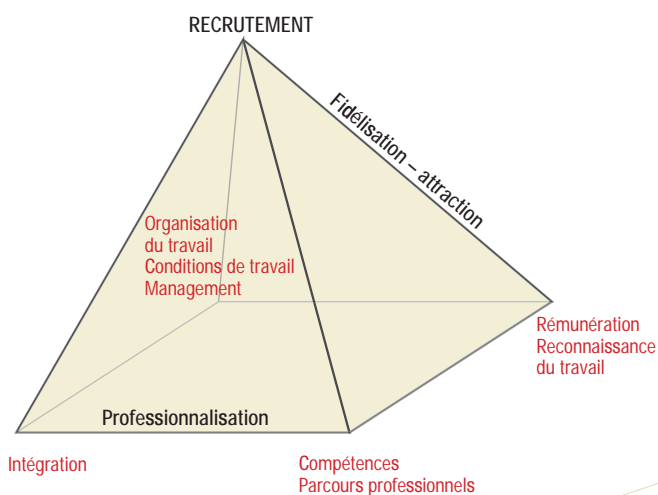 RECRUTEMENT
Fidélisation – attraction
Organisation
du travail
Conditions de travail
Management
Rémunération
Reconnaissance
du travail
Professionnalisation
Intégration
Compétences
Parcours professionnels